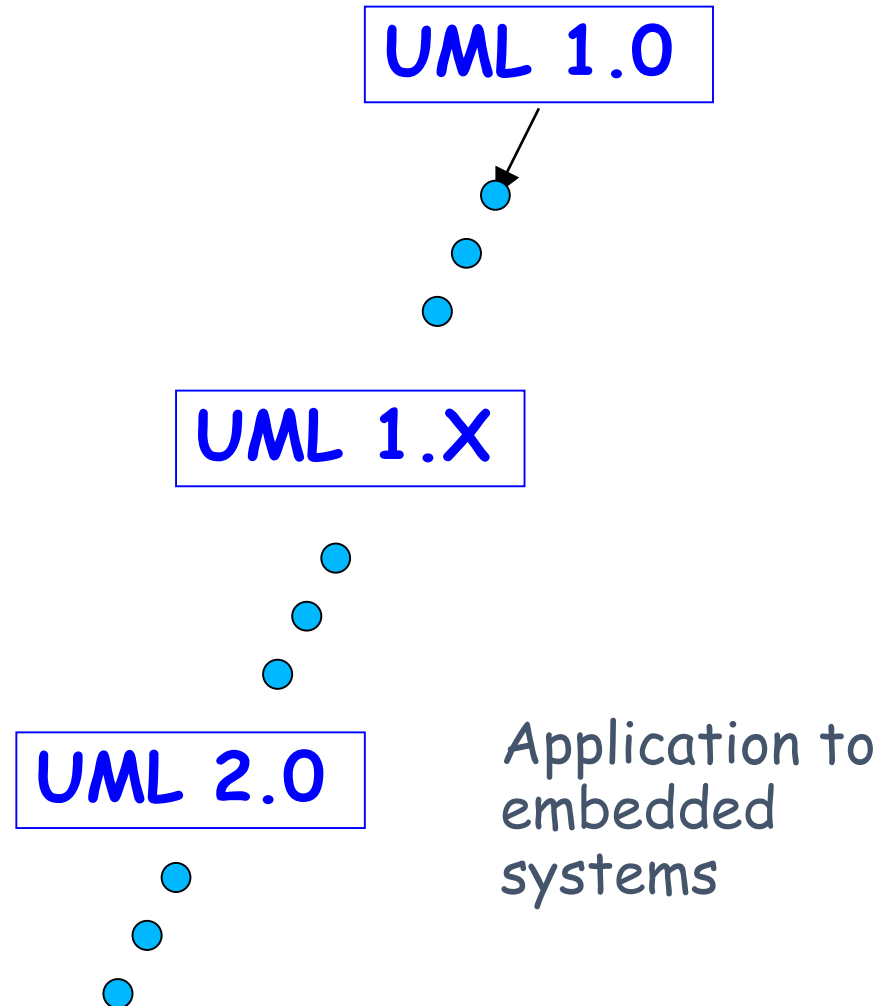 UML 1.0
UML 1.X
UML 2.0
Application to
embedded
systems